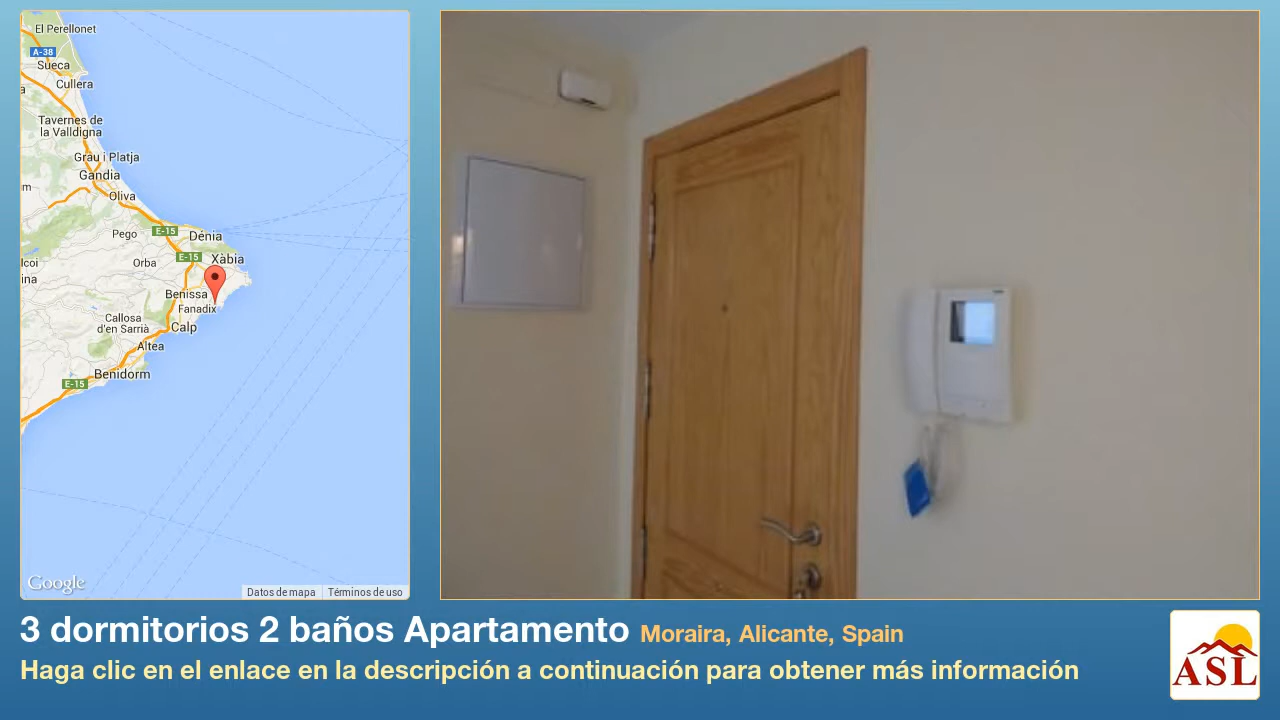 El Perellonet
A-38
Sueca
Cullera
a
Tavernes de
la Valldigna
Grau i Platja
Gandia
m
Oliva
Pego
E-15
Dénia
Orba
E-15
Xàbia
lcoi
ina
Benissa
Fanadix
Callosa
d'en Sarrià
Calp
Altea
Benidorm
E-15
Google
Datos de mapa
Términos de uso
3 dormitorios 2 baños Apartamento Moraira, Alicante, Spain
Haga clic en el enlace en la descripción a continuación para obtener más información
ASL